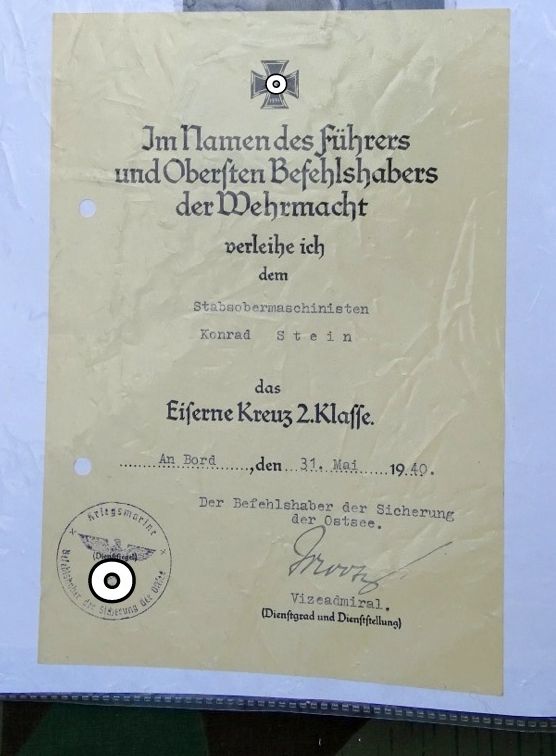 Im Namen des Führers
und Obersten Befehlshabers
der Wehrmacht
verleihe ich
dem
Stabsobermaschinisten
Konrad S t e i n
das
Eiserne Kreuz 2.Klasse.
An Bord ,den 31. Mai 1940.
Der Befehlshaber der Sicherung
der Ostsee.
Vizeadmiral.
(Dienstgrad und Dienststellung)
Kriegsmarine
(Dienstsiegel)
Befehlshaber der Sicherung der Ostsee